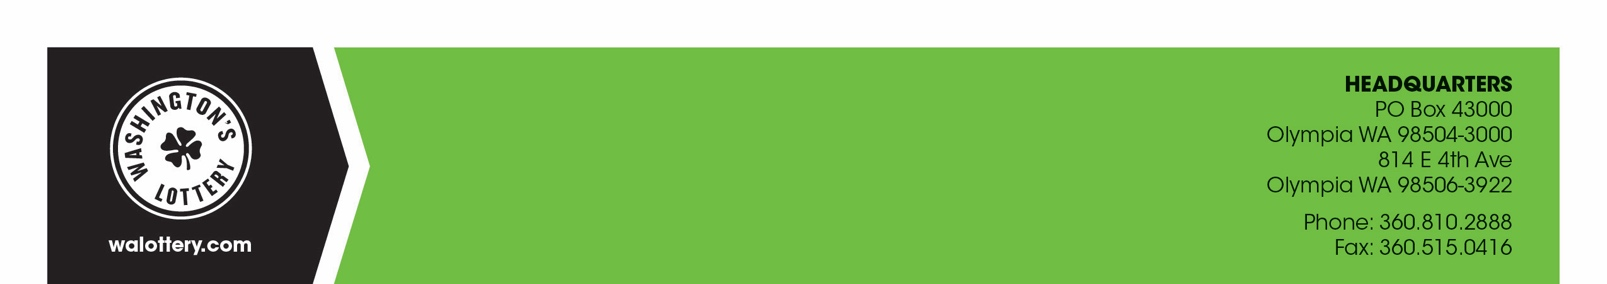 WASHINGTON'S
LOTTERY
walottery.com
HEADQUARTERS
PO Box 43000
Olympia WA 98504-3000
814 E 4th Ave
Olympia WA 98506-3922
Phone: 360.810.2888
Fax: 360.515.0416